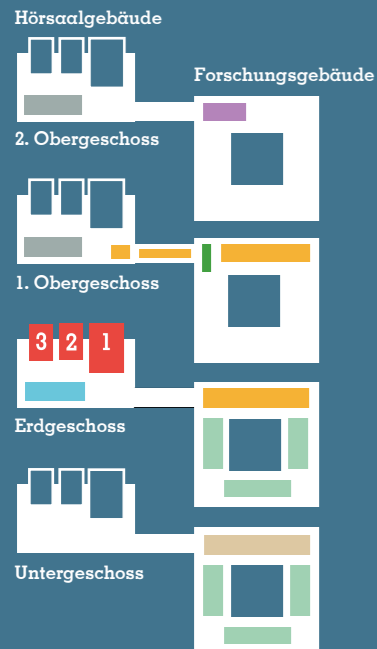 Hörsaalgebäude
Forschungsgebäude
2. Obergeschoss
1. Obergeschoss
3 2 1
Erdgeschoss
Untergeschoss